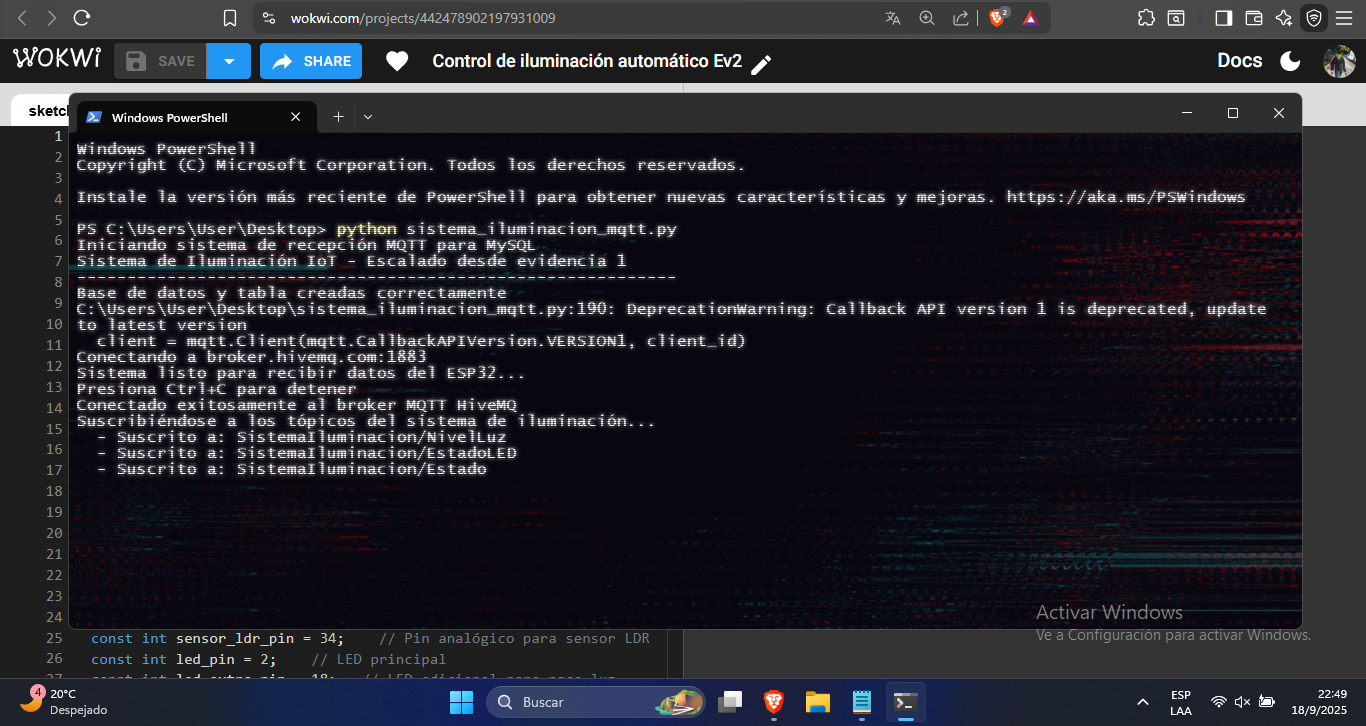 wokwi.com/projects/442478902197931009
2
WOKWI
SAVE
SHARE
Control de iluminación automático Ev2
Docs
sketch
Windows PowerShell
Windows PowerShell
Copyright (C) Microsoft Corporation. Todos los derechos reservados.
Instale la versión más reciente de PowerShell para obtener nuevas características y mejoras. https://aka.ms/PSWindows
PS C:\Users\User\Desktop> python sistema_iluminacion_mqtt.py
Iniciando sistema de recepción MQTT para MySQL
Sistema de Iluminación IoT - Escalado desde evidencia 1
------------------------------------------------------------
Base de datos y tabla creadas correctamente
C:\Users\User\Desktop\sistema_iluminacion_mqtt.py:190: DeprecationWarning: Callback API version 1 is deprecated, update
to latest version
client = mqtt.Client(mqtt.CallbackAPIVersion.VERSION1, client_id)
Conectando a broker.hivemq.com:1883
Sistema listo para recibir datos del ESP32...
Presiona Ctrl+C para detener
Conectado exitosamente al broker MQTT HiveMQ
Suscribiéndose a los tópicos del sistema de iluminación...
- Suscrito a: SistemaIluminacion/NivelLuz
- Suscrito a: SistemaIluminacion/EstadoLED
- Suscrito a: SistemaIluminacion/Estado
1
2
3
4
5
6
7
8
9
10
11
12
13
14
15
16
17
18
19
20
21
22
23
24
25 const int sensor_ldr_pin = 34; // Pin analógico para sensor LDR
26 const int led_pin = 2; // LED principal
Activar Windows
Ve a Configuración para activar Windows.
4
20°C
Despejado
Buscar
ESP
LAA
22:49
18/9/2025